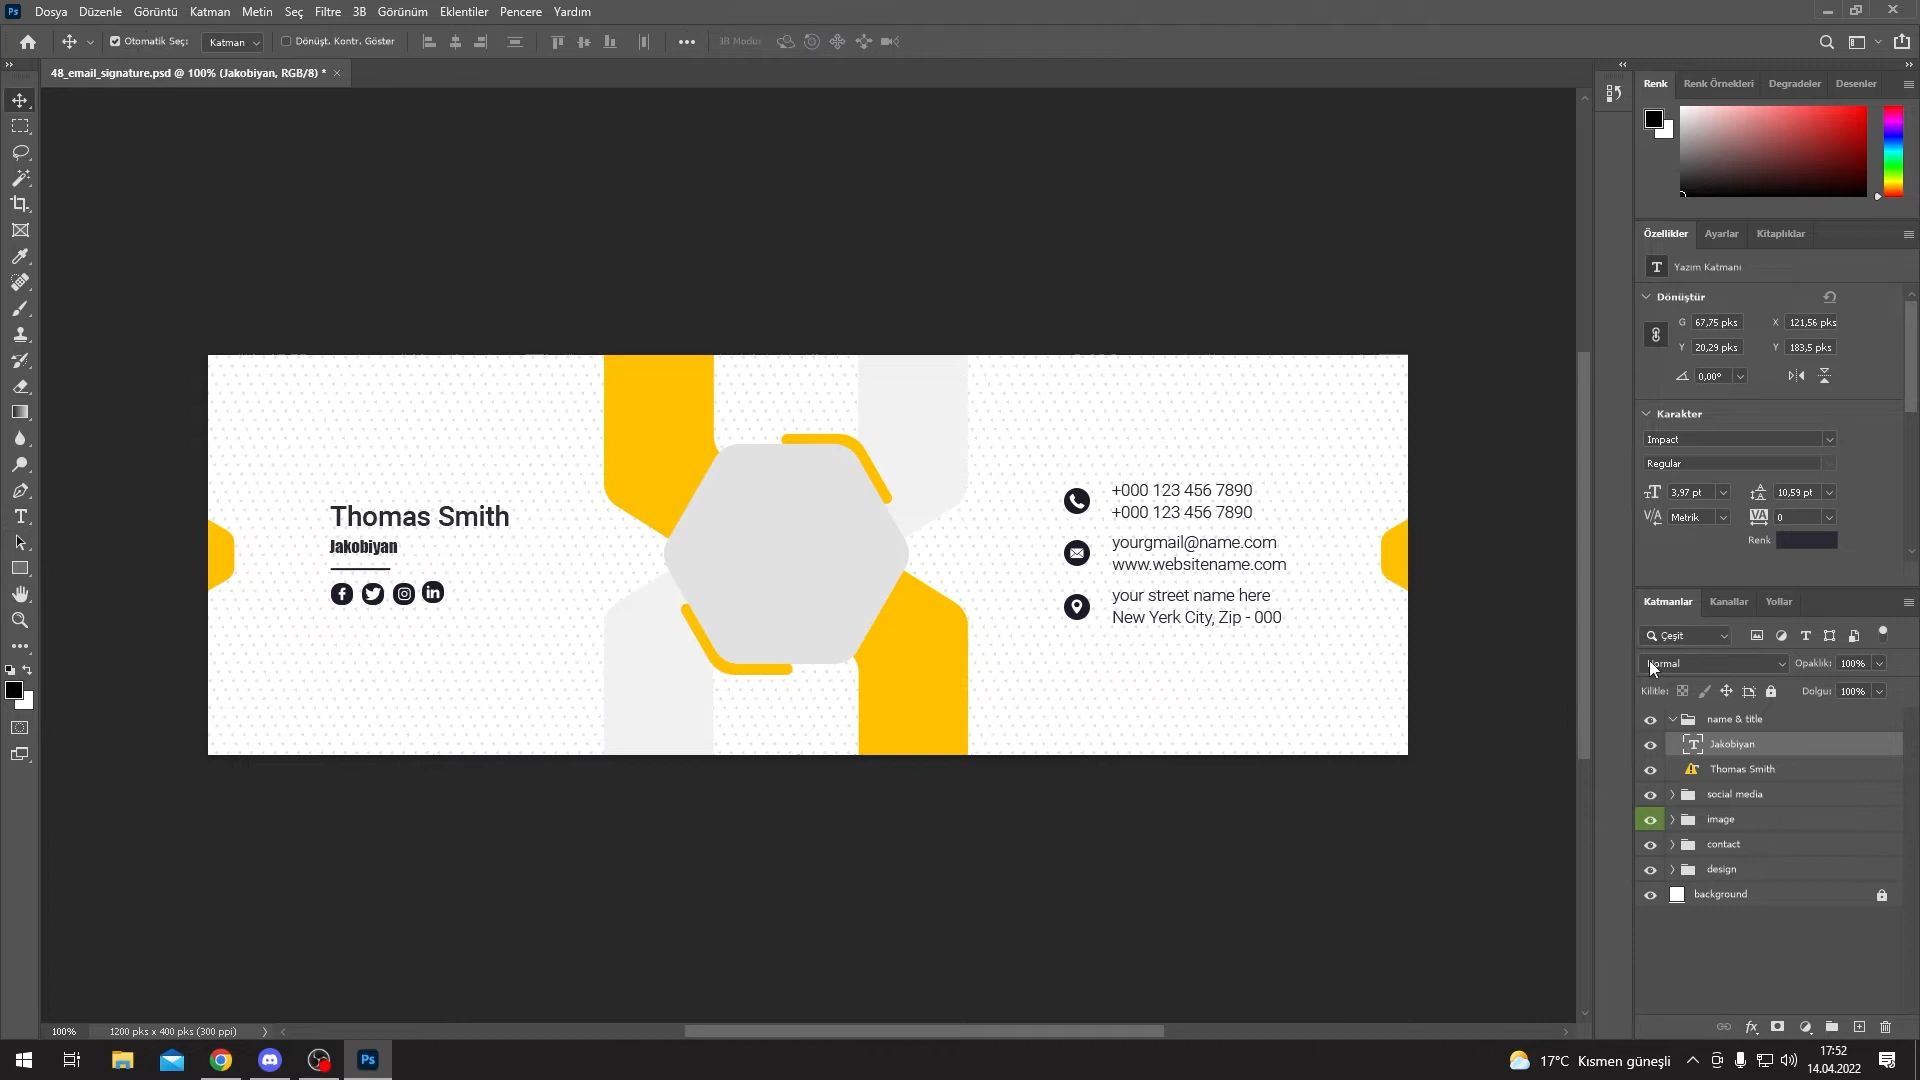 Ps Dosya Düzenle Görüntü Katman Metin Seç Filtre 3B Görünüm Eklentiler Pencere Yardım
Otomatik Seç: Katman Dönüşt. Kontr. Göster 3B Modu:
48_email_signature.psd @ 100% (Jakobiyan, RGB/8) *
Renk Renk Örnekleri Degradeler Desenler
Özellikler Ayarlar Kitaplıklar
T Yazım Katmanı
Dönüştür
G 67,75 pks X 121,56 pks
Y 20,29 pks Y 183,5 pks
0,00°
Karakter
Impact
Regular
3,97 pt 10,59 pt
Metrik 0
Renk
Thomas Smith
Jakobiyan
+000 123 456 7890
+000 123 456 7890
yourgmail@name.com
www.websitename.com
your street name here
New Yerk City, Zip - 000
Katmanlar Kanallar Yollar
Çeşit
Normal Opaklık: 100%
Kilitle: Dolgu: 100%
name & title
Jakobiyan
Thomas Smith
social media
image
contact
design
background
100% 1200 pks x 400 pks (300 ppi)
Ps
17°C Kısmen güneşli
17:52
14.04.2022